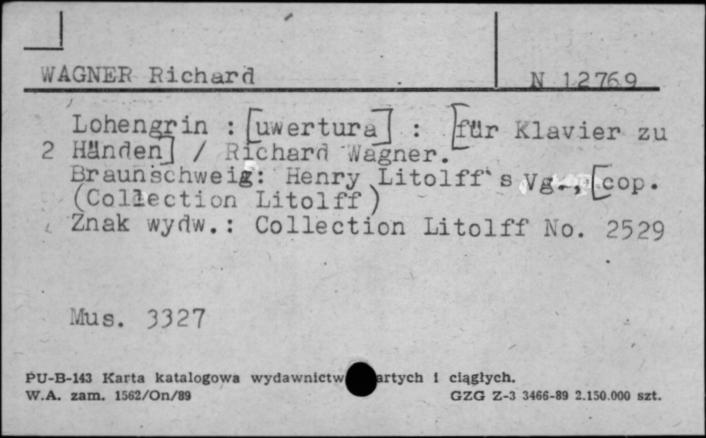 WAGNER Richard
N 12769
Lohengrin : [uwertura] : [für Klavier zu
2 Händen] / Richard Wagner.
Braunschweig: Henry Litolff's Vg., [cop.
(Collection Litolff)
Znak wydw.: Collection Litolff No. 2529
Mus. 3327
PU-B-143 Karta katalogowa wydawnictw artych i ciągłych.
W.A. zam. 1562/On/89 GZG Z-3 3466-89 2.150.000 szt.